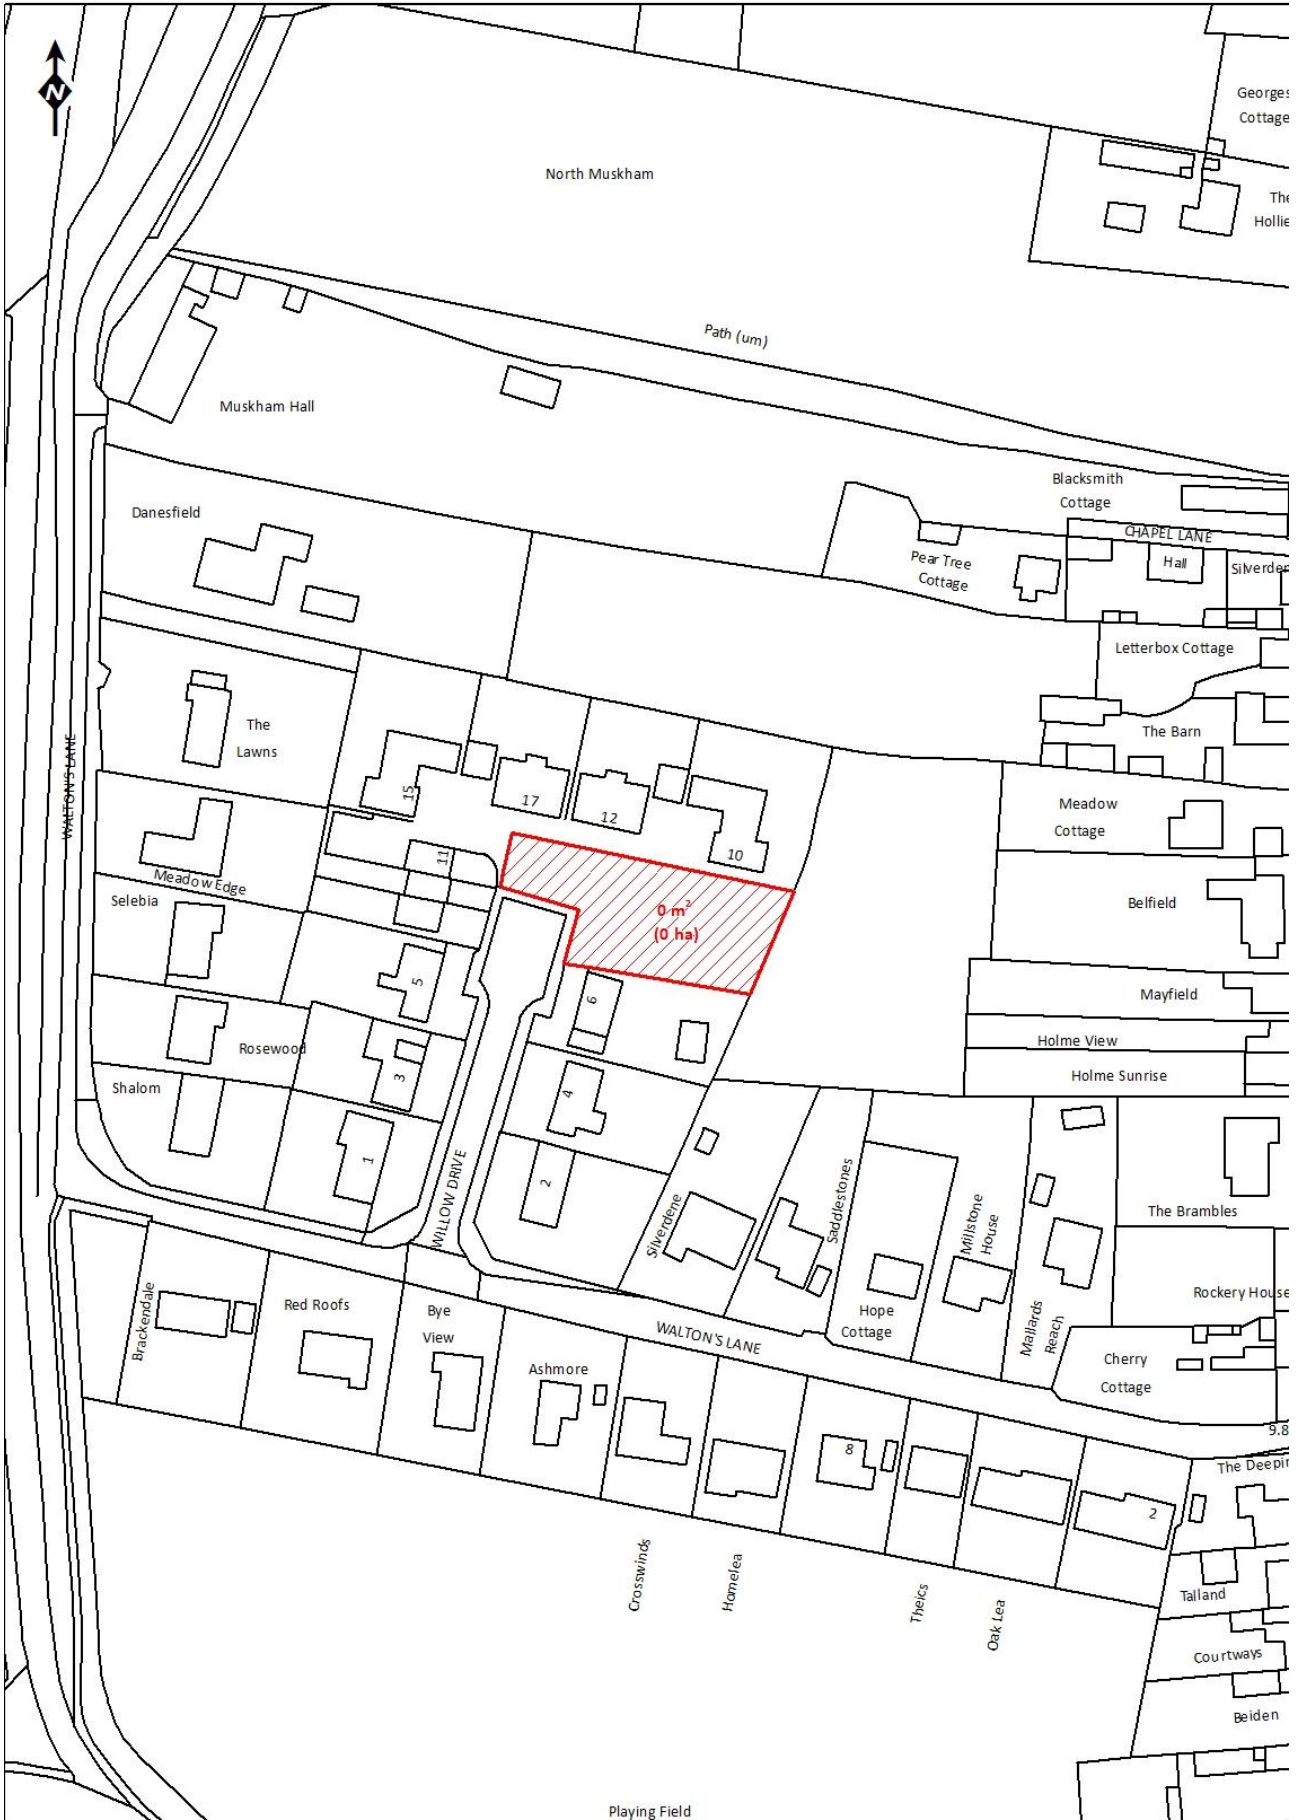 N
Georges
Cottage
North Muskham
The
Hollie
Path (um)
Muskham Hall
Blacksmith
Cottage
Danesfield
CHAPEL LANE
Pear Tree
Cottage
Hall
Silverden
Letterbox Cottage
The
Lawns
The Barn
WALTON'S LANE
15
17
12
10
Meadow
Cottage
11
Meadow Edge
Selebia
0 m²
(0 ha)
Belfield
5
6
Mayfield
Rosewood
Holme View
3
Holme Sunrise
Shalom
4
1
2
WILLOW DRIVE
Silverdene
Saddlestones
Millstone
House
The Brambles
Brackendale
Red Roofs
Bye
View
WALTON'S LANE
Hope
Cottage
Mallards
Reach
Rockery House
Ashmore
Cherry
Cottage
9.8
8
The Deepin
2
Crosswinds
Homelea
Theics
Oak Lea
Talland
Courtways
Beiden
Playing Field